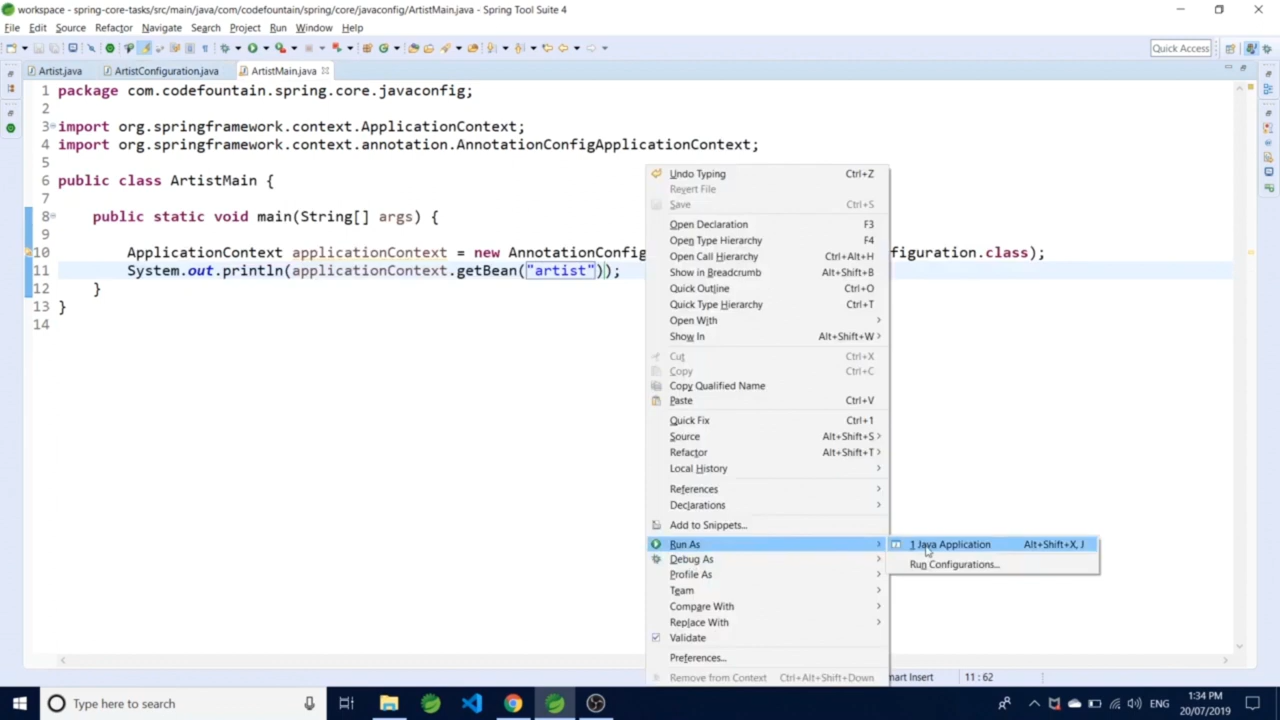 workspace - spring-core-tasks/src/main/java/com/codefountain/spring/core/javaconfig/ArtistMain.java - Spring Tool Suite 4
File Edit Source Refactor Navigate Search Project Run Window Help
Quick Access
Artist.java ArtistConfiguration.java ArtistMain.java
1 package com.codefountain.spring.core.javaconfig;
2
3 import org.springframework.context.ApplicationContext;
4 import org.springframework.context.annotation.AnnotationConfigApplicationContext;
5
6 public class ArtistMain {
7
8 public static void main(String[] args) {
9
10 ApplicationContext applicationContext = new AnnotationConfig figuration.class);
11 System.out.println(applicationContext.getBean("artist"));
12 }
13 }
14
Undo Typing Ctrl+Z
Revert File
Save Ctrl+S
Open Declaration F3
Open Type Hierarchy F4
Open Call Hierarchy Ctrl+Alt+H
Show in Breadcrumb Alt+Shift+B
Quick Outline Ctrl+O
Quick Type Hierarchy Ctrl+T
Open With
Show In Alt+Shift+W
Cut Ctrl+X
Copy Ctrl+C
Copy Qualified Name
Paste Ctrl+V
Quick Fix Ctrl+1
Source Alt+Shift+S
Refactor Alt+Shift+T
Local History
References
Declarations
Add to Snippets...
Run As
1 Java Application Alt+Shift+X, J
Debug As
Run Configurations...
Profile As
Team
Compare With
Replace With
Validate
Preferences...
Remove from Context Ctrl+Alt+Shift+Down
mart Insert 11 : 62
Type here to search
ENG
1:34 PM
20/07/2019